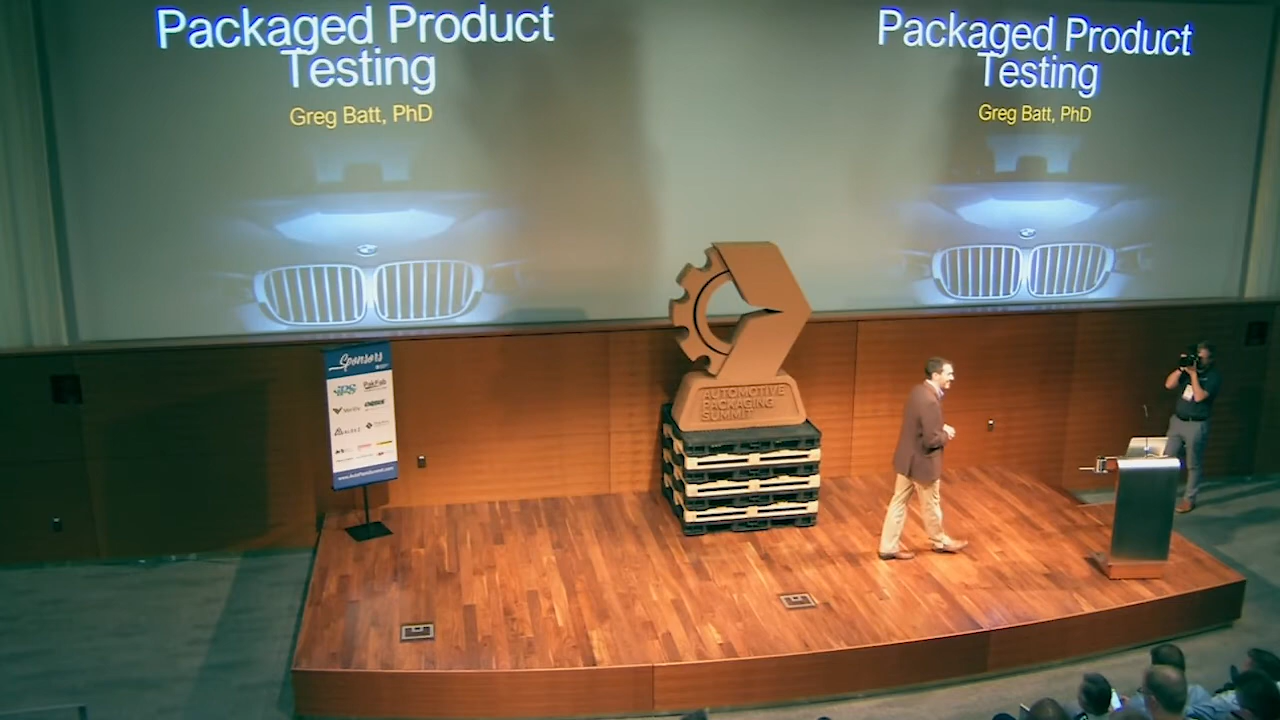 Packaged Product
Testing
Greg Batt, PhD
Packaged Product
Testing
Greg Batt, PhD
Sponsors
AUTOMOTIVE
PACKAGING
SUMMIT